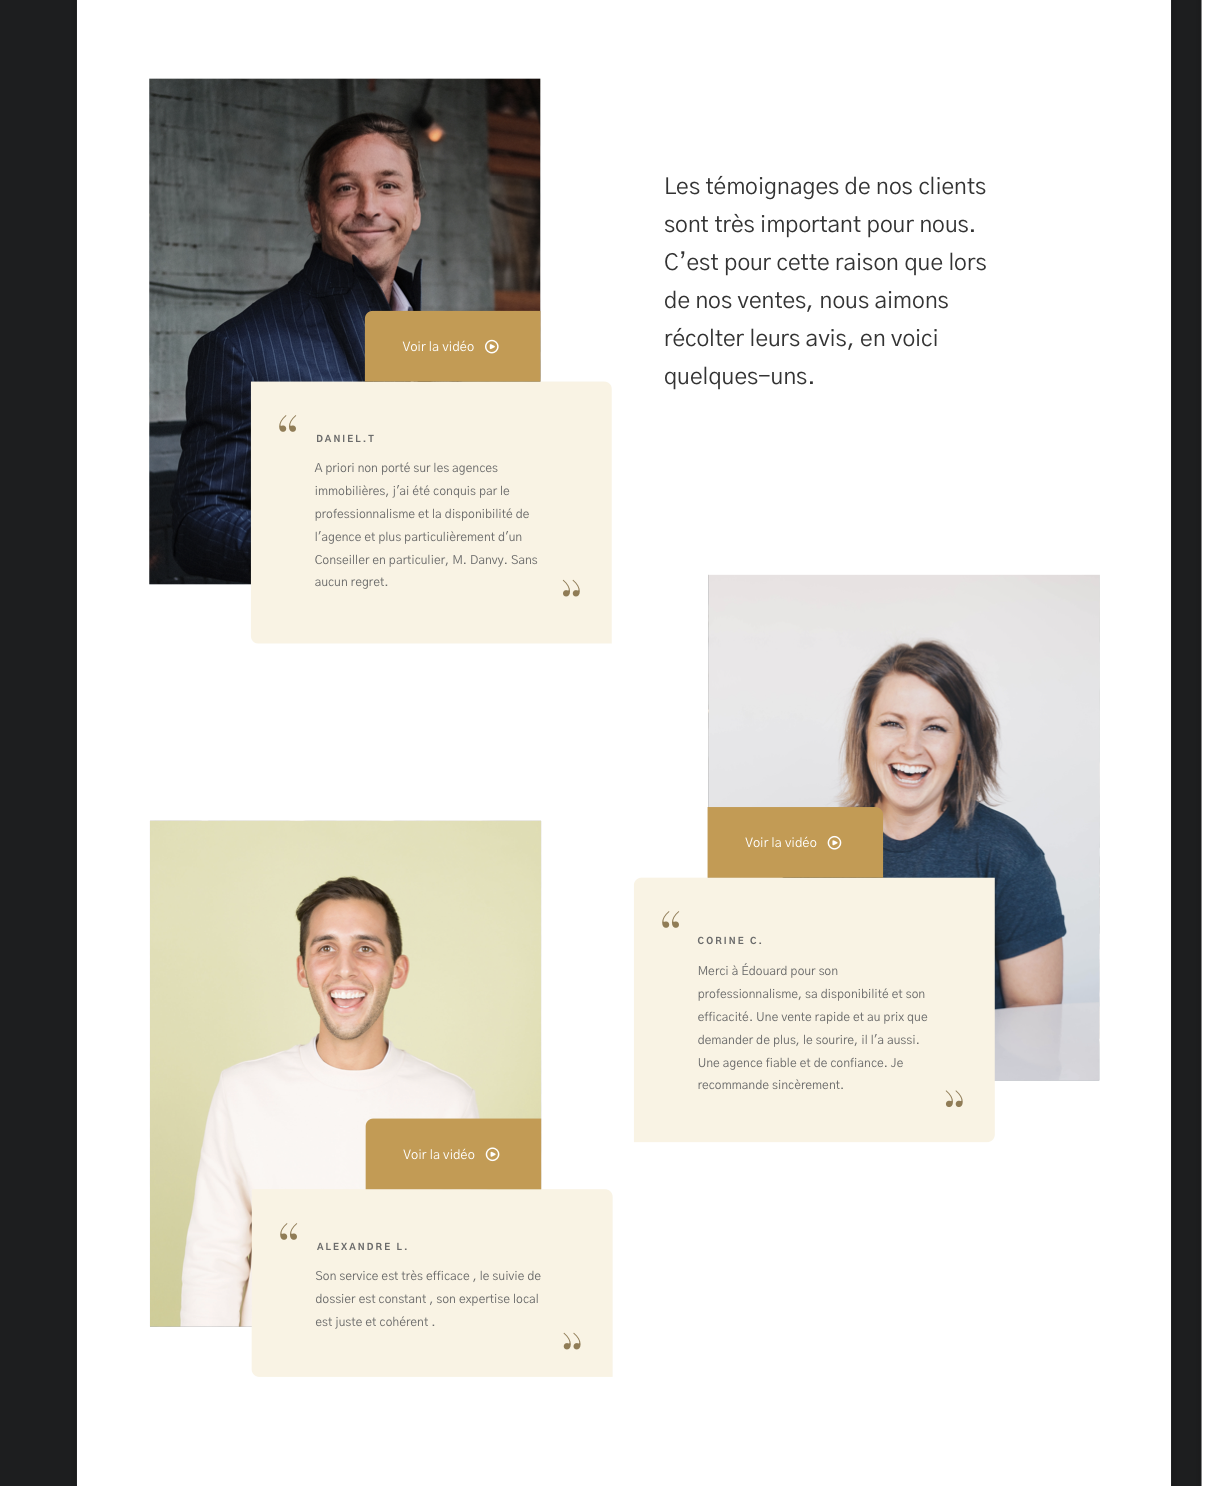 Les témoignages de nos clients
sont très important pour nous.
C’est pour cette raison que lors
de nos ventes, nous aimons
récolter leurs avis, en voici
quelques-uns.
Voir la vidéo
“
DANIEL.T
A priori non porté sur les agences
immobilières, j'ai été conquis par le
professionnalisme et la disponibilité de
l'agence et plus particulièrement d'un
Conseiller en particulier, M. Danvy. Sans
aucun regret.
”
Voir la vidéo
“
CORINE C.
Merci à Édouard pour son
professionnalisme, sa disponibilité et son
efficacité. Une vente rapide et au prix que
demander de plus, le sourire, il l'a aussi.
Une agence fiable et de confiance. Je
recommande sincèrement.
”
Voir la vidéo
“
ALEXANDRE L.
Son service est très efficace , le suivie de
dossier est constant , son expertise local
est juste et cohérent .
”